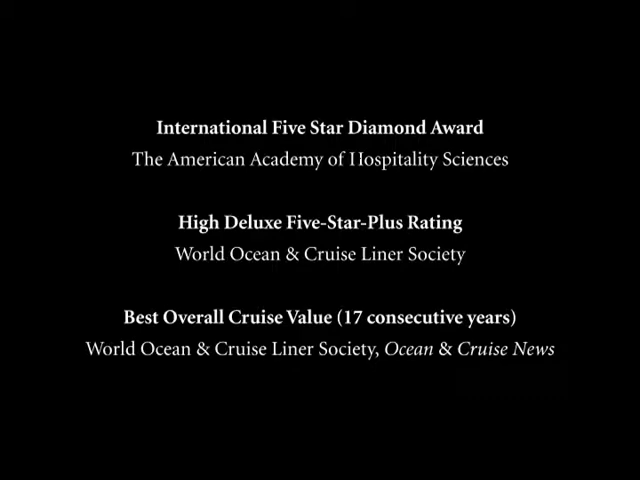 International Five Star Diamond Award
The American Academy of Hospitality Sciences
High Deluxe Five-Star-Plus Rating
World Ocean & Cruise Liner Society
Best Overall Cruise Value (17 consecutive years)
World Ocean & Cruise Liner Society, Ocean & Cruise News